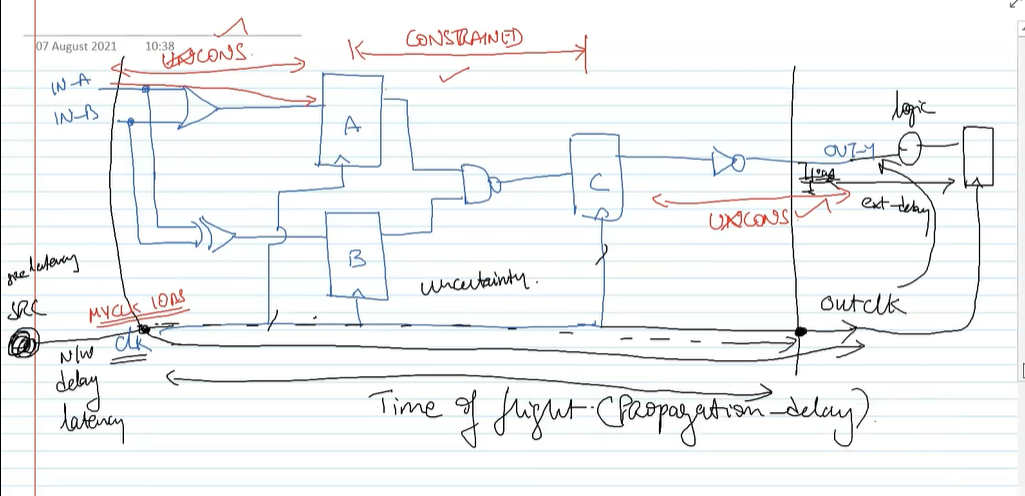 07 August 2021 10:38
UNCONS.
CONSTRAINED
IN-A
IN-B
A
B
C
logic
OUT-Y
ext-delay
UNCONS
uncertainty.
src latency
SRC
MYCLK 10ns
clk
outclk
N/W
delay
latency
Time of flight. (Propagation-delay)